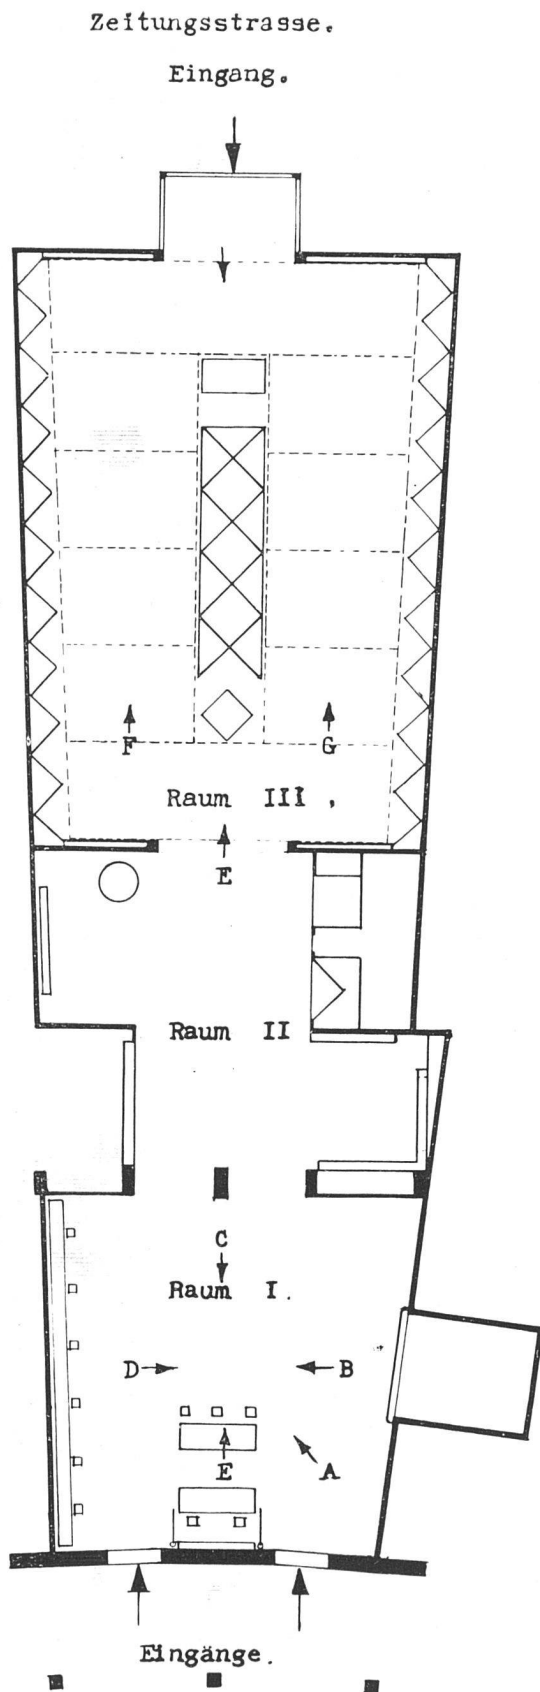 Zeitungsstrasse.
Eingang.
F G
Raum III.
E
Raum II
C
Raum I.
D B
E A
Eingänge.